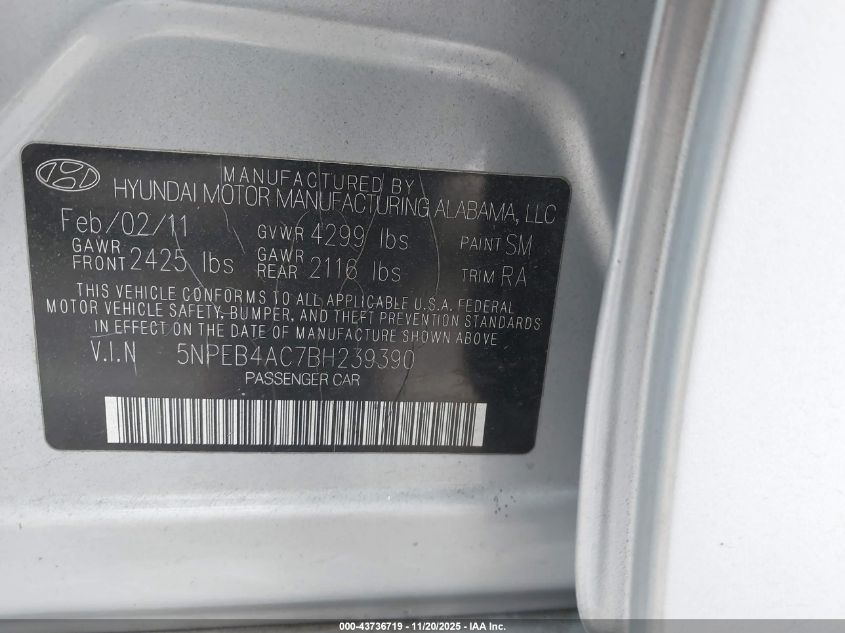 MANUFACTURED BY
HYUNDAI MOTOR MANUFACTURING ALABAMA, LLC
Feb/02/11 GVWR 4299 lbs PAINT SM
GAWR FRONT 2425 lbs GAWR REAR 2116 lbs TRIM RA
THIS VEHICLE CONFORMS TO ALL APPLICABLE U.S.A. FEDERAL
MOTOR VEHICLE SAFETY, BUMPER, AND THEFT PREVENTION STANDARDS
IN EFFECT ON THE DATE OF MANUFACTURE SHOWN ABOVE
V.I.N 5NPEB4AC7BH239390
PASSENGER CAR
000-43736719 - 11/20/2025 - IAA Inc.